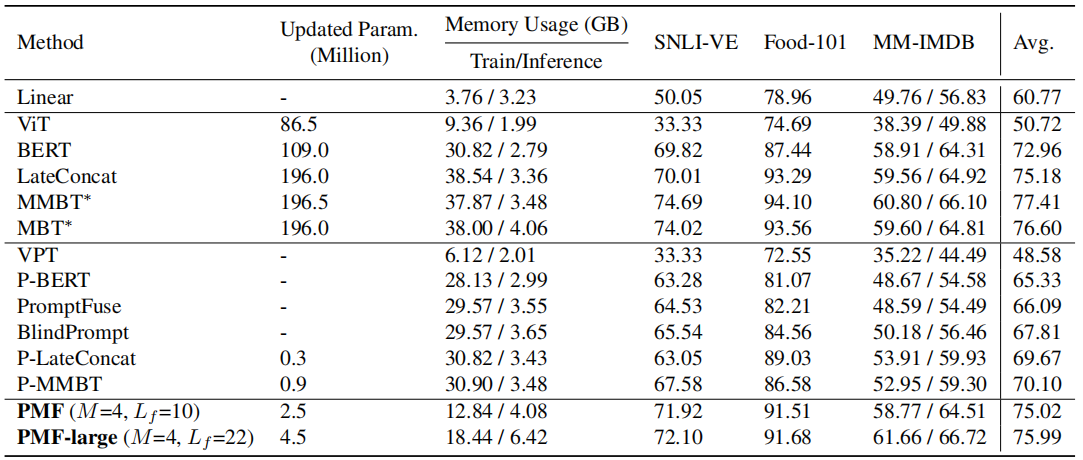 Method Updated Param. (Million) Memory Usage (GB) Train/Inference SNLI-VE Food-101 MM-IMDB Avg.
Linear - 3.76 / 3.23 50.05 78.96 49.76 / 56.83 60.77
ViT 86.5 9.36 / 1.99 33.33 74.69 38.39 / 49.88 50.72
BERT 109.0 30.82 / 2.79 69.82 87.44 58.91 / 64.31 72.96
LateConcat 196.0 38.54 / 3.36 70.01 93.29 59.56 / 64.92 75.18
MMBT* 196.5 37.87 / 3.48 74.69 94.10 60.80 / 66.10 77.41
MBT* 196.0 38.00 / 4.06 74.02 93.56 59.60 / 64.81 76.60
VPT - 6.12 / 2.01 33.33 72.55 35.22 / 44.49 48.58
P-BERT - 28.13 / 2.99 63.28 81.07 48.67 / 54.58 65.33
PromptFuse - 29.57 / 3.55 64.53 82.21 48.59 / 54.49 66.09
BlindPrompt - 29.57 / 3.65 65.54 84.56 50.18 / 56.46 67.81
P-LateConcat 0.3 30.82 / 3.43 63.05 89.03 53.91 / 59.93 69.67
P-MMBT 0.9 30.90 / 3.48 67.58 86.58 52.95 / 59.30 70.10
PMF (M=4, L_f=10) 2.5 12.84 / 4.08 71.92 91.51 58.77 / 64.51 75.02
PMF-large (M=4, L_f=22) 4.5 18.44 / 6.42 72.10 91.68 61.66 / 66.72 75.99